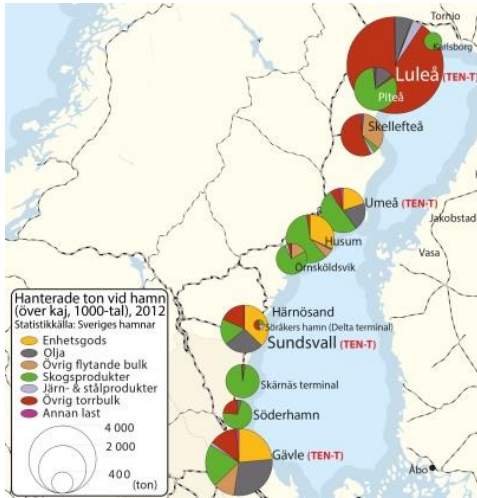 Tornio
Karlsborg
Luleå (TEN-T)
Piteå
Skellefteå
Umeå (TEN-T)
Jakobstad
Husum
Vasa
Örnsköldsvik
Hanterade ton vid hamn
(över kaj, 1000-tal), 2012
Statistikkälla: Sveriges hamnar
Enhetsgods
Olja
Övrig flytande bulk
Skogsprodukter
Järn- & stålprodukter
Övrig torrbulk
Annan last
4 000
2 000
400
(ton)
Härnösand
Söråkers hamn (Delta terminal)
Sundsvall (TEN-T)
Skärnäs terminal
Söderhamn
Gävle (TEN-T)
Åbo